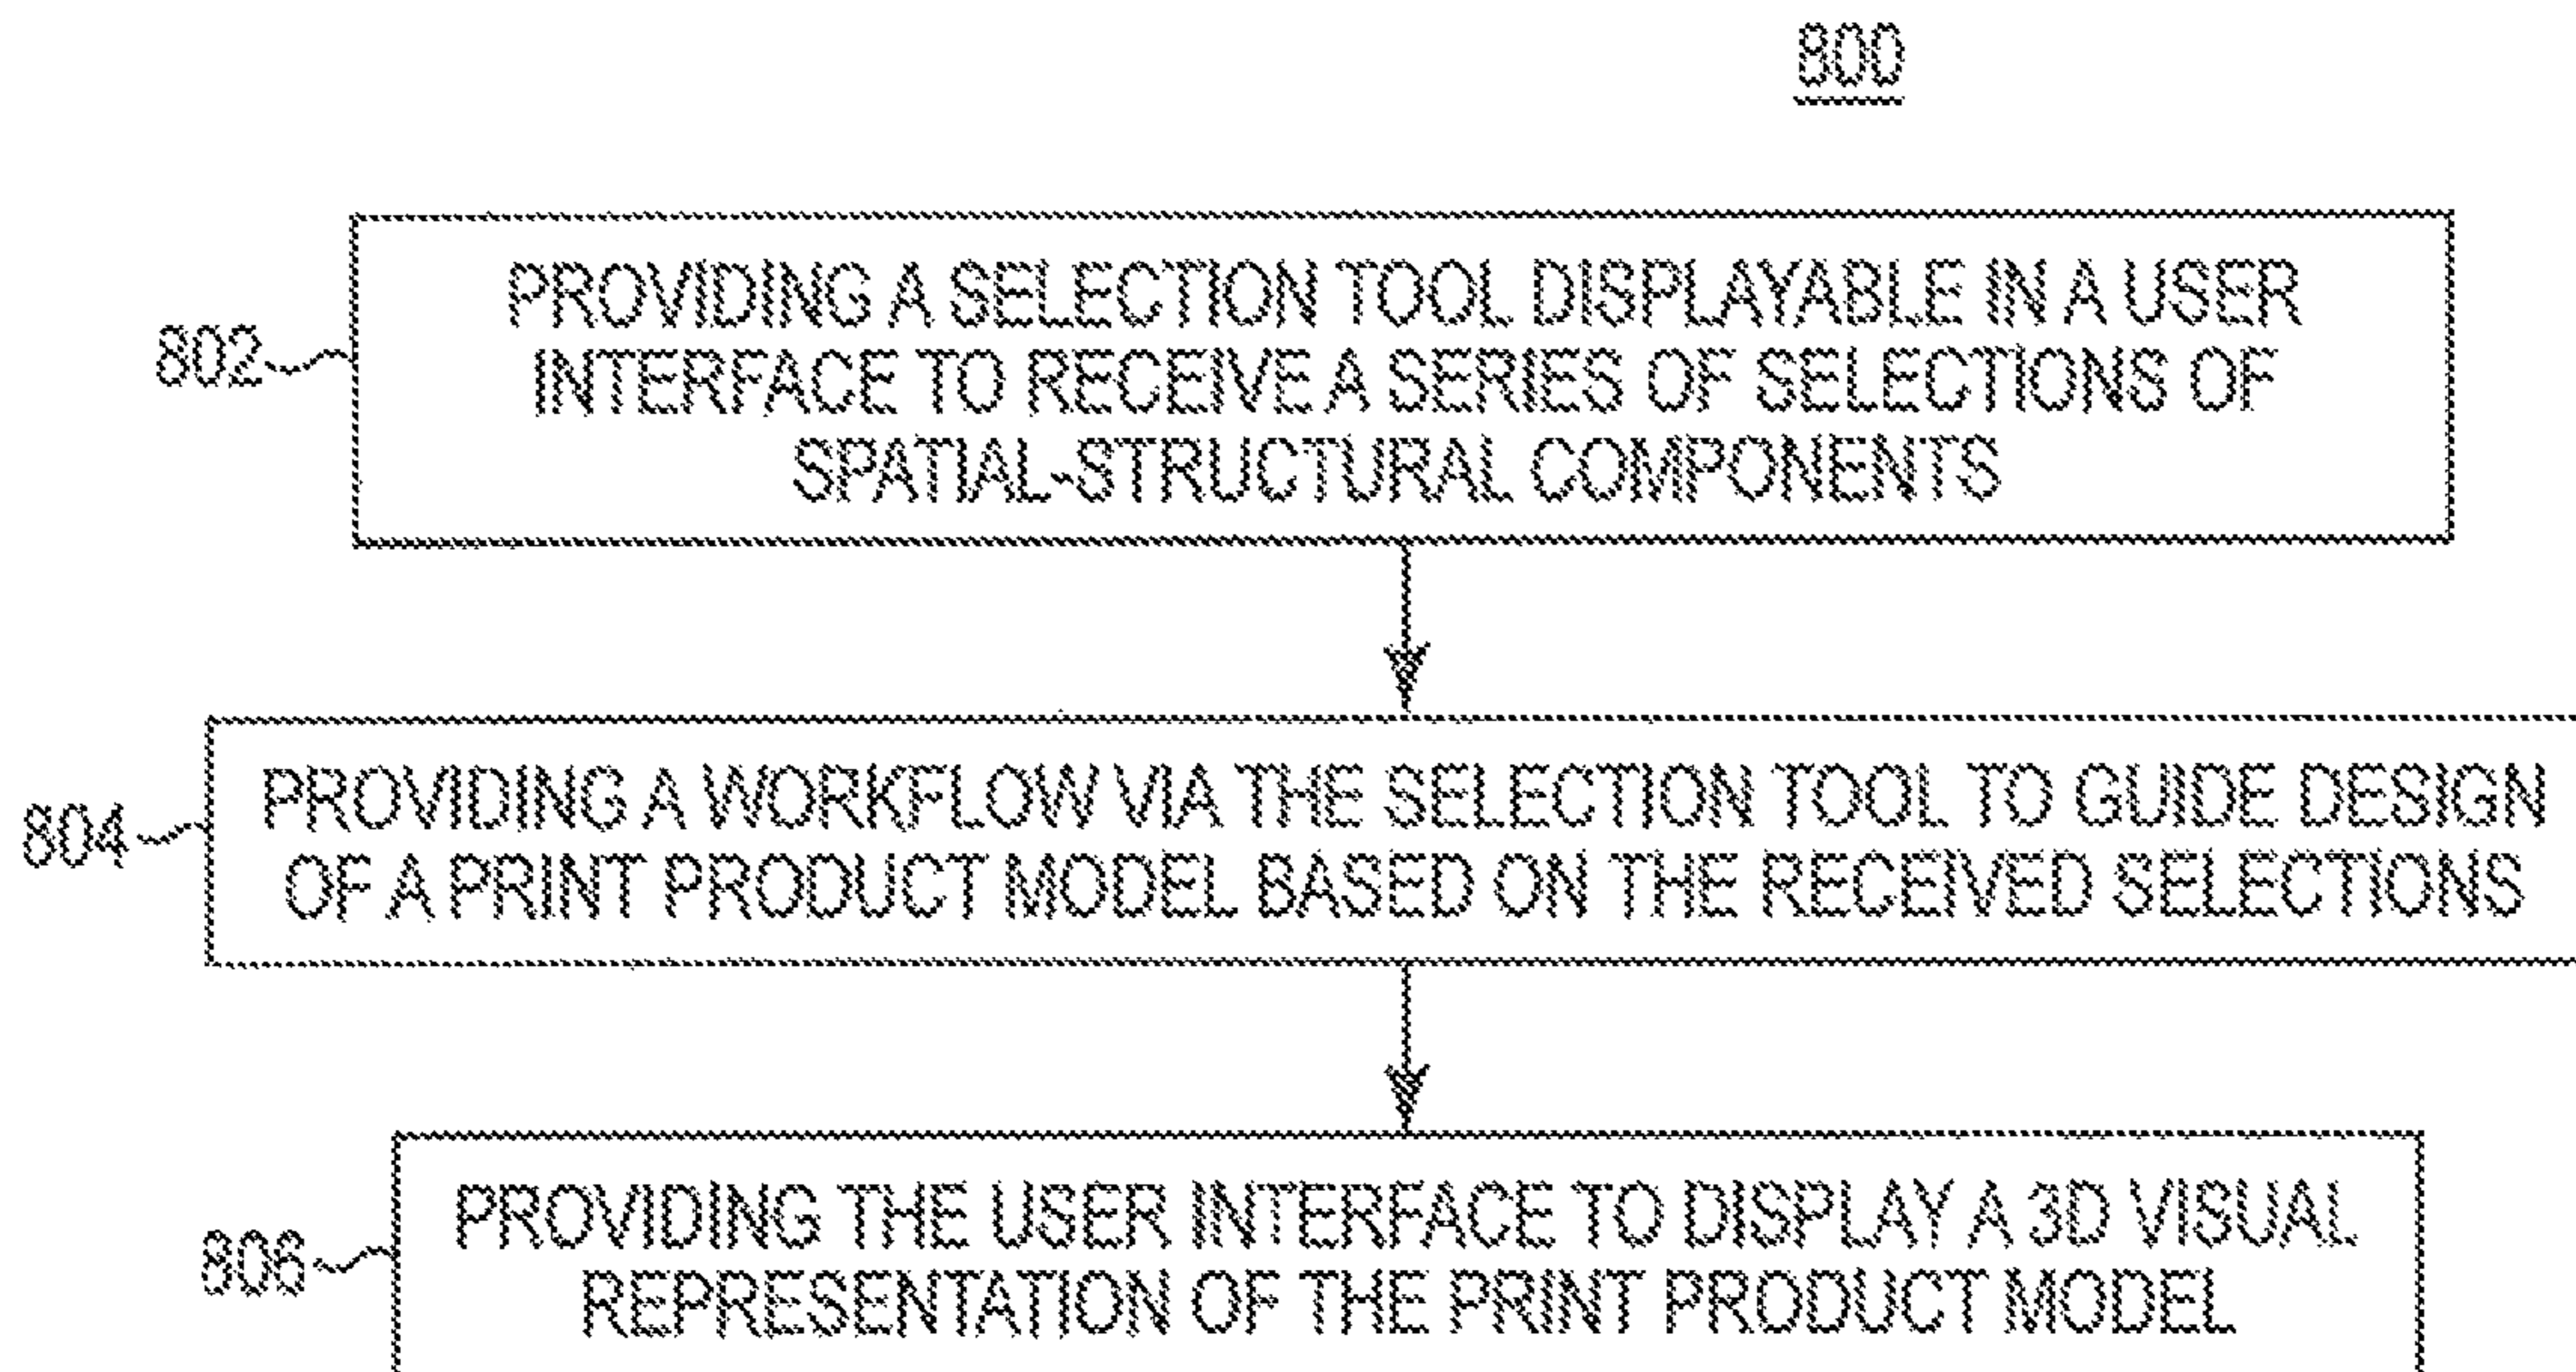 800
802
PROVIDING A SELECTION TOOL DISPLAYABLE IN A USER
INTERFACE TO RECEIVE A SERIES OF SELECTIONS OF
SPATIAL-STRUCTURAL COMPONENTS
804
PROVIDING A WORKFLOW VIA THE SELECTION TOOL TO GUIDE DESIGN
OF A PRINT PRODUCT MODEL BASED ON THE RECEIVED SELECTIONS
806
PROVIDING THE USER INTERFACE TO DISPLAY A 3D VISUAL
REPRESENTATION OF THE PRINT PRODUCT MODEL